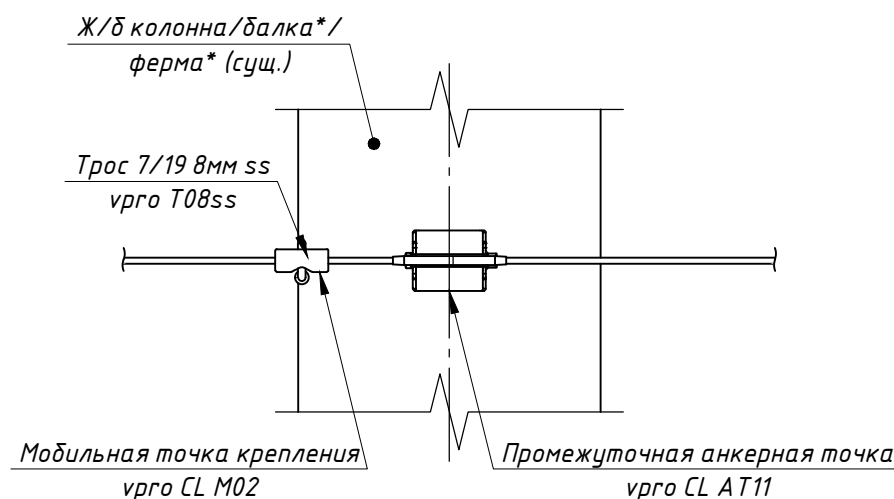 Ж/б колонна/балка*/
ферма* (сущ.)
Трос 7/19 8мм ss
vpro T08ss
Мобильная точка крепления
vpro CL M02
Промежуточная анкерная точка
vpro CL AT11